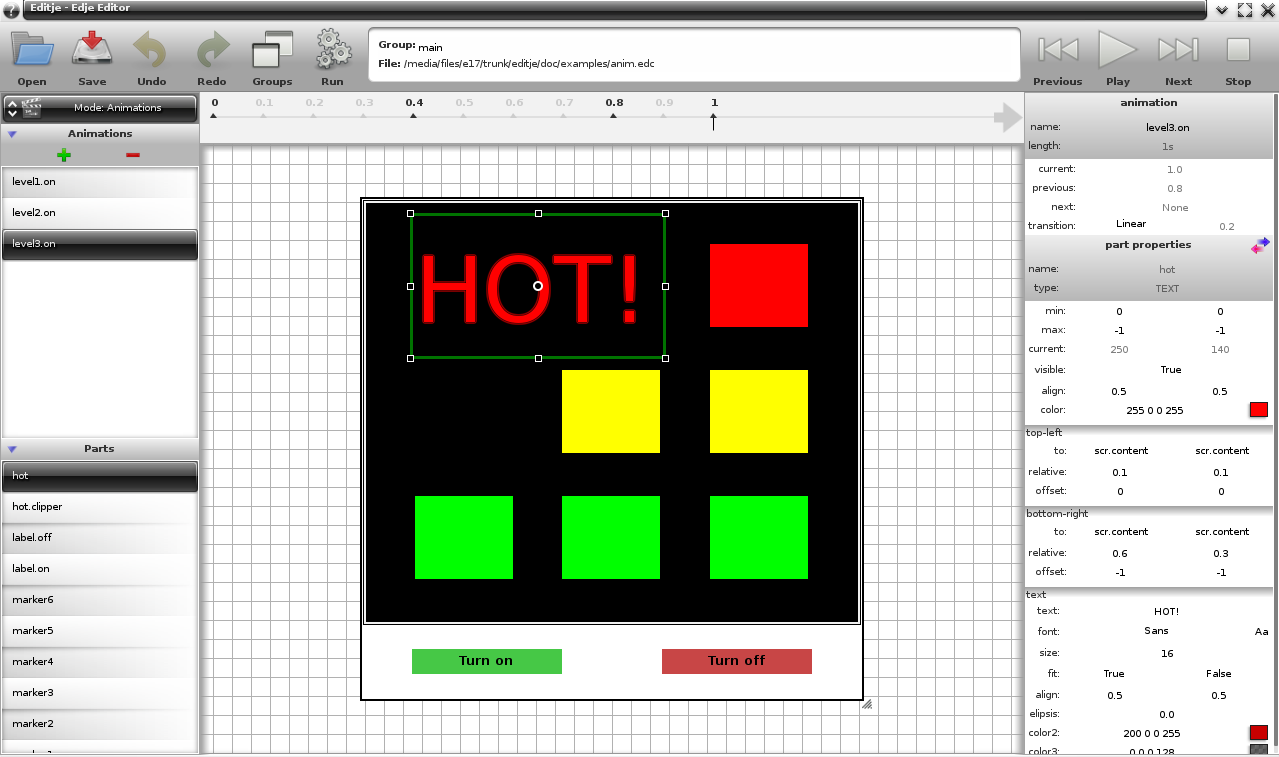 Editje - Edje Editor
Open Save Undo Redo Groups Run
Group: main
File: /media/files/e17/trunk/editje/doc/examples/anim.edc
Previous Play Next Stop
Mode: Animations
Animations
level1.on
level2.on
level3.on
Parts
hot
hot.clipper
label.off
label.on
marker6
marker5
marker4
marker3
marker2
0 0.1 0.2 0.3 0.4 0.5 0.6 0.7 0.8 0.9 1
HOT!
Turn on Turn off
animation
name: level3.on
length: 1s
current: 1.0
previous: 0.8
next: None
transition: Linear 0.2
part properties
name: hot
type: TEXT
min: 0 0
max: -1 -1
current: 250 140
visible: True
align: 0.5 0.5
color: 255 0 0 255
top-left
to: scr.content scr.content
relative: 0.1 0.1
offset: 0 0
bottom-right
to: scr.content scr.content
relative: 0.6 0.3
offset: -1 -1
text
text: HOT!
font: Sans Aa
size: 16
fit: True False
align: 0.5 0.5
elipsis: 0.0
color2: 200 0 0 255
color3: 0 0 0 128